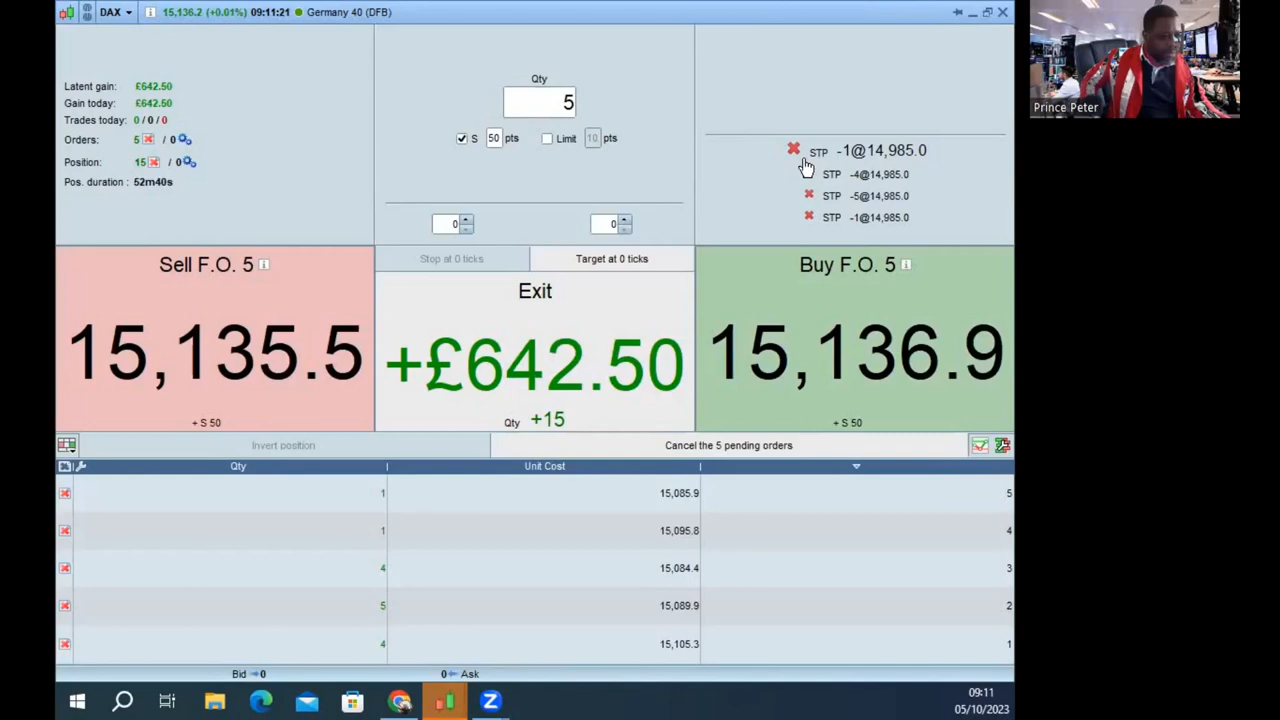 DAX 15,136.2 (+0.01%) 09:11:21 Germany 40 (DFB)
Prince Peter
Latent gain: £642.50
Gain today: £642.50
Trades today: 0 / 0 / 0
Orders: 5 / 0
Position: 15 / 0
Pos. duration : 52m40s
Qty
5
S 50 pts Limit 10 pts
0 0
STP -1@14,985.0
STP -4@14,985.0
STP -5@14,985.0
STP -1@14,985.0
Sell F.O. 5
15,135.5
+ S 50
Stop at 0 ticks Target at 0 ticks
Exit
+£642.50
Qty +15
Buy F.O. 5
15,136.9
+ S 50
Invert position Cancel the 5 pending orders
Qty Unit Cost
1 15,085.9 5
1 15,095.8 4
4 15,084.4 3
5 15,089.9 2
4 15,105.3 1
Bid 0 0 Ask
09:11
05/10/2023